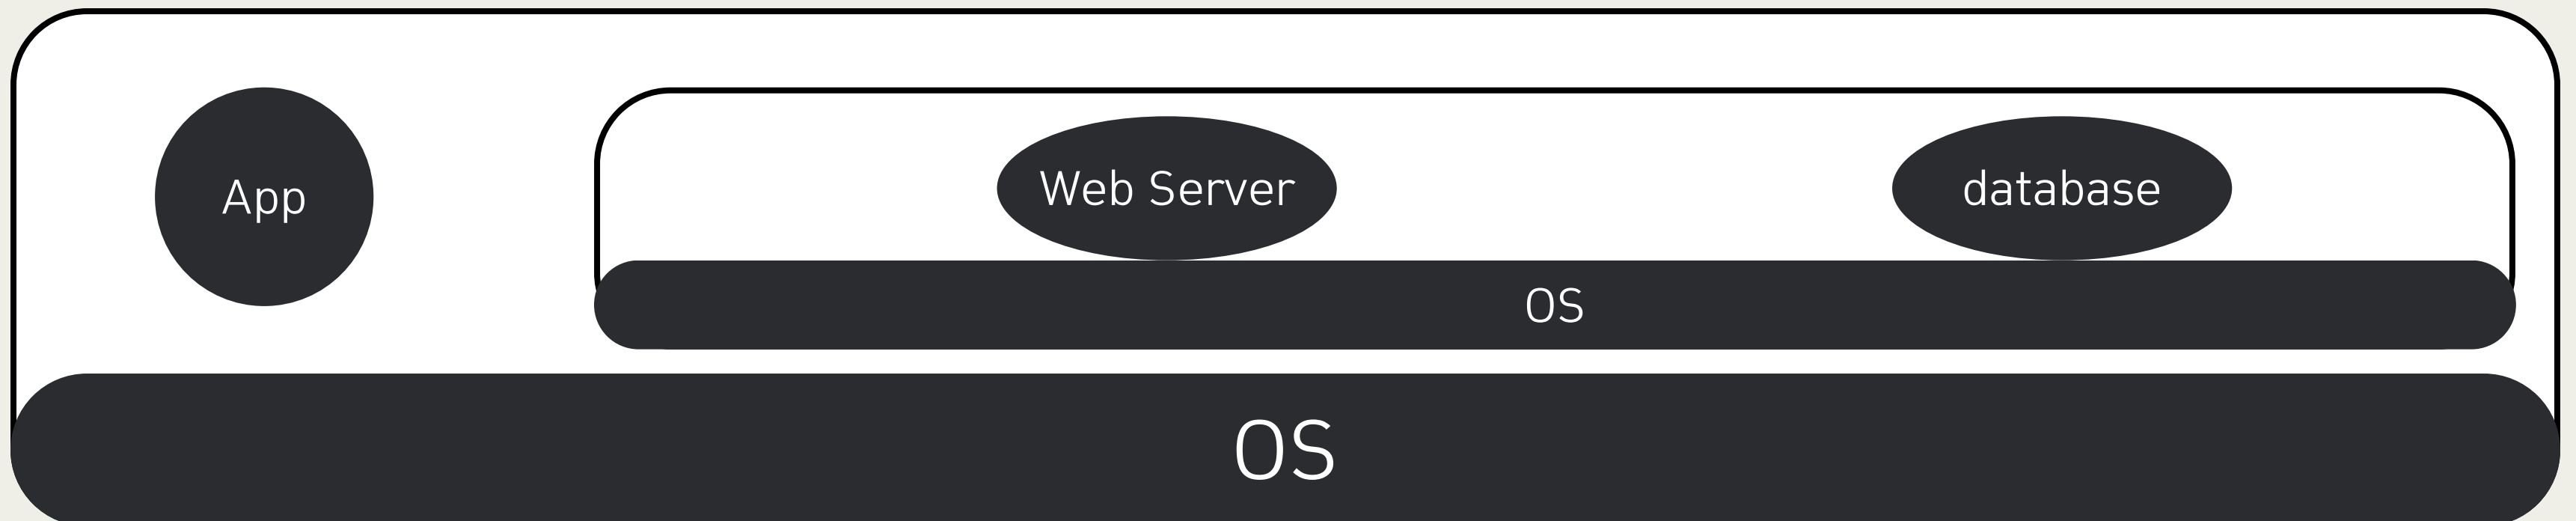 App
Web Server
database
OS
OS